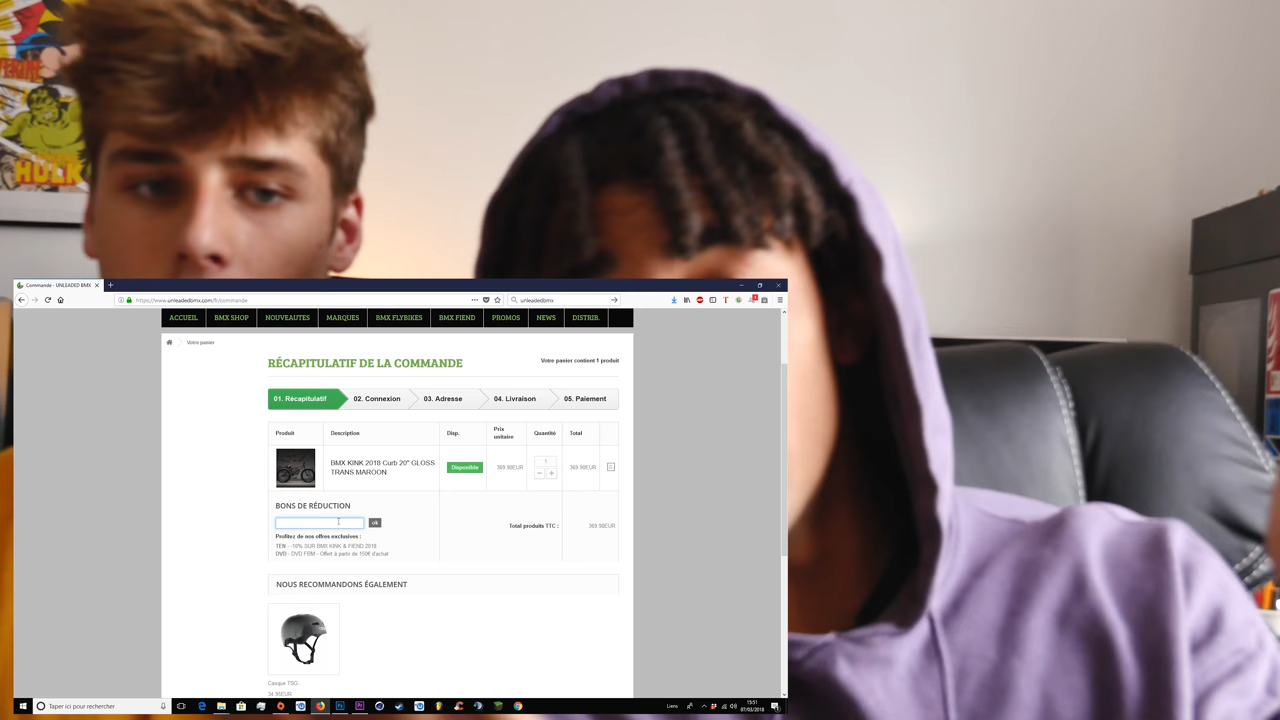 HULK
Commande - UNLEADED BMX
https://www.unleadedbmx.com/fr/commande
unleadedbmx
ACCUEIL BMX SHOP NOUVEAUTES MARQUES BMX FLYBIKES BMX FIEND PROMOS NEWS DISTRIB.
Votre panier
RÉCAPITULATIF DE LA COMMANDE
Votre panier contient 1 produit
01. Récapitulatif 02. Connexion 03. Adresse 04. Livraison 05. Paiement
Produit Description Disp. Prix unitaire Quantité Total
BMX KINK 2018 Curb 20" GLOSS
TRANS MAROON
Disponible 369.90EUR 1 369.90EUR
BONS DE RÉDUCTION
ok
Total produits TTC : 369.90EUR
Profitez de nos offres exclusives :
TEN - -10% SUR BMX KINK & FIEND 2018
DVD - DVD FBM - Offert à partir de 150€ d'achat
NOUS RECOMMANDONS ÉGALEMENT
Casque TSG...
34.95EUR
Taper ici pour rechercher
Liens
15:51
07/03/2018